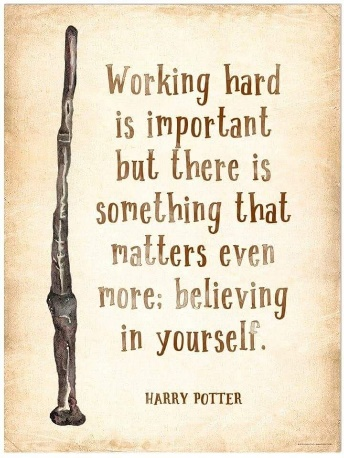 Working hard
is important
but there is
something that
matters even
more; believing
in yourself.
HARRY POTTER